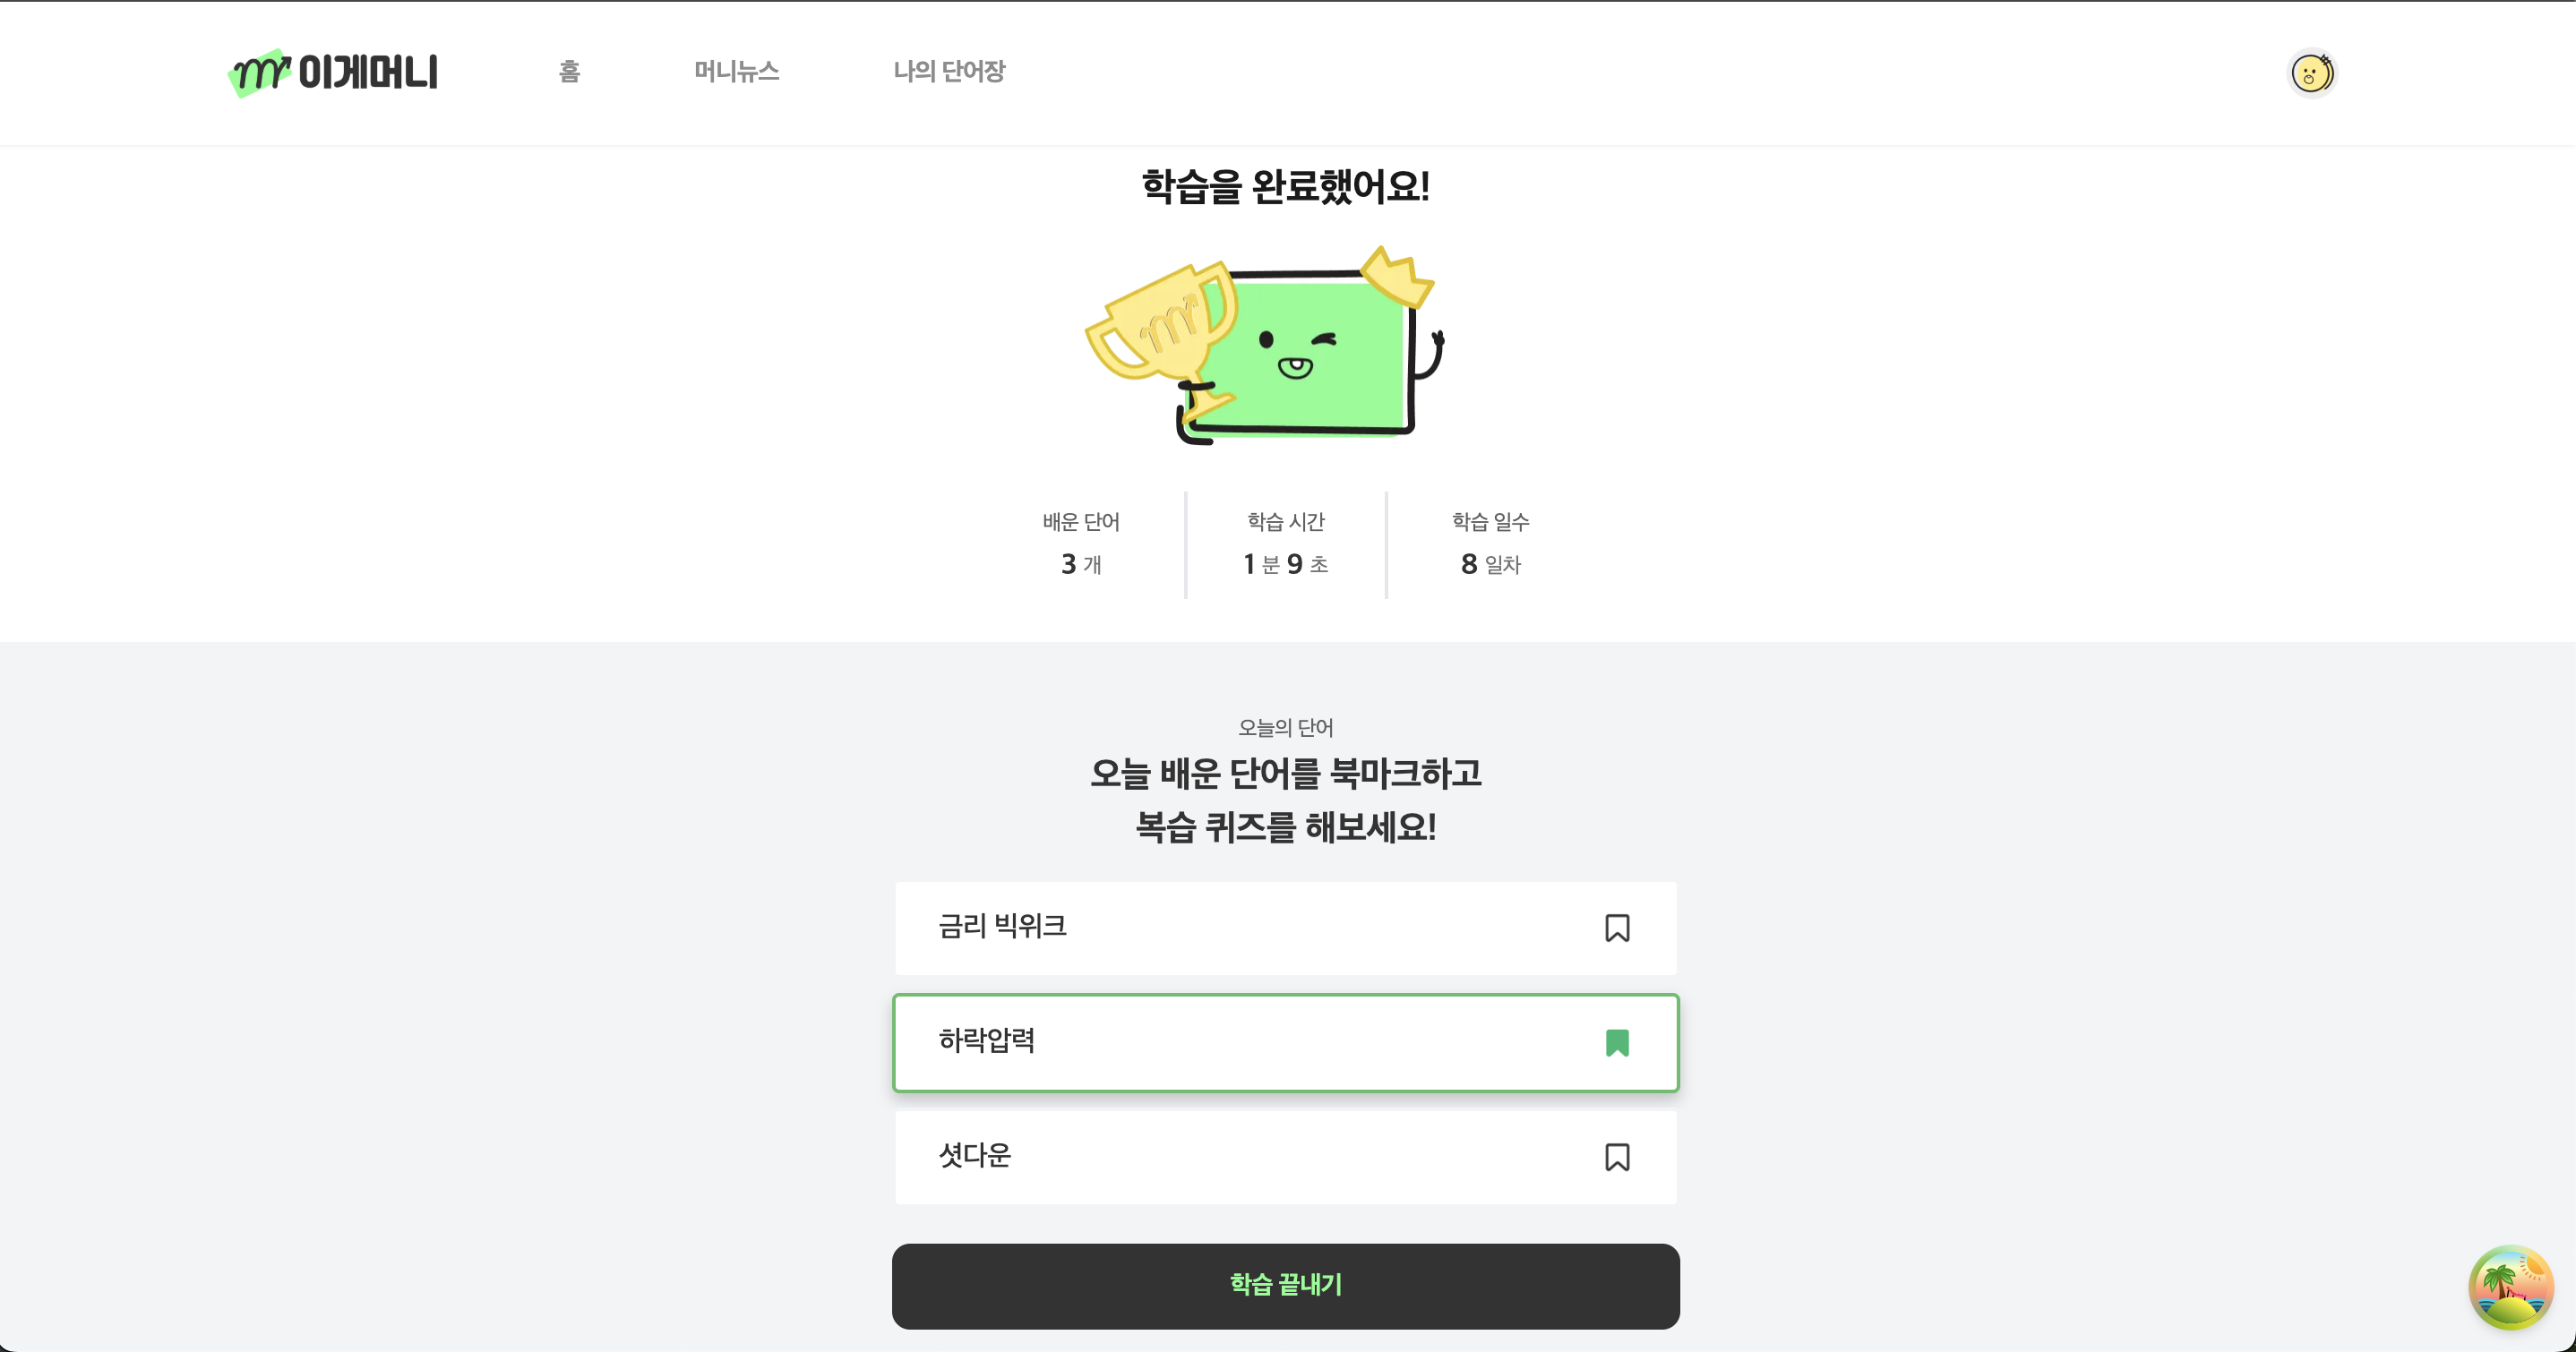 이게머니
홈
머니뉴스
나의 단어장
학습을 완료했어요!
배운 단어
3 개
학습 시간
1 분 9 초
학습 일수
8 일차
오늘의 단어
오늘 배운 단어를 북마크하고
복습 퀴즈를 해보세요!
금리 빅위크
하락압력
셧다운
학습 끝내기